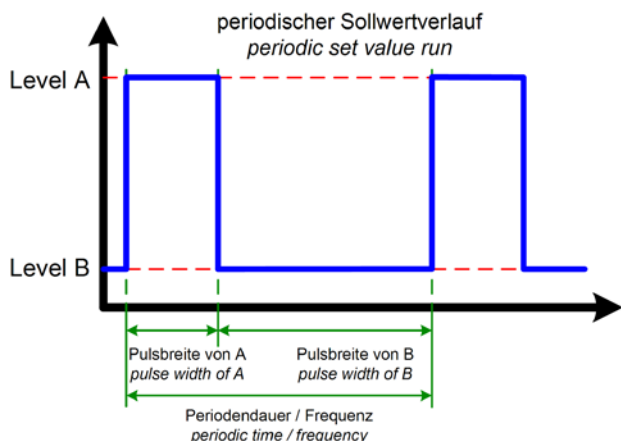 periodischer Sollwertverlauf
periodic set value run
Level A
Level B
Pulsbreite von A
pulse width of A
Pulsbreite von B
pulse width of B
Periodendauer / Frequenz
periodic time / frequency